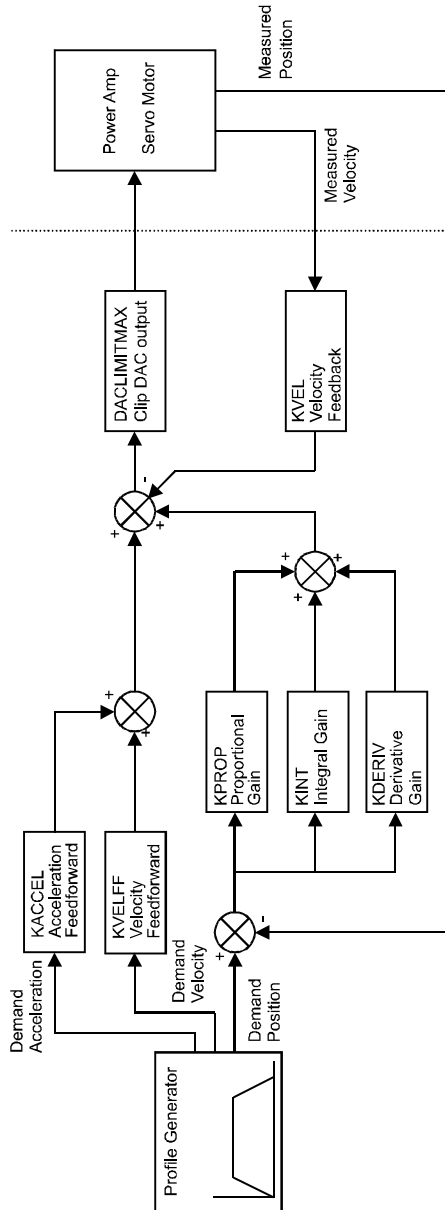 Profile Generator
Demand
Acceleration
Demand
Velocity
Demand
Position
KACCEL
Acceleration
Feedforward
KVELFF
Velocity
Feedforward
+
-
KPROP
Proportional
Gain
KINT
Integral Gain
KDERIV
Derivative
Gain
+
+
+
+
+
+
+
-
DACLIMITMAX
Clip DAC output
KVEL
Velocity
Feedback
Power Amp
Servo Motor
Measured
Velocity
Measured
Position